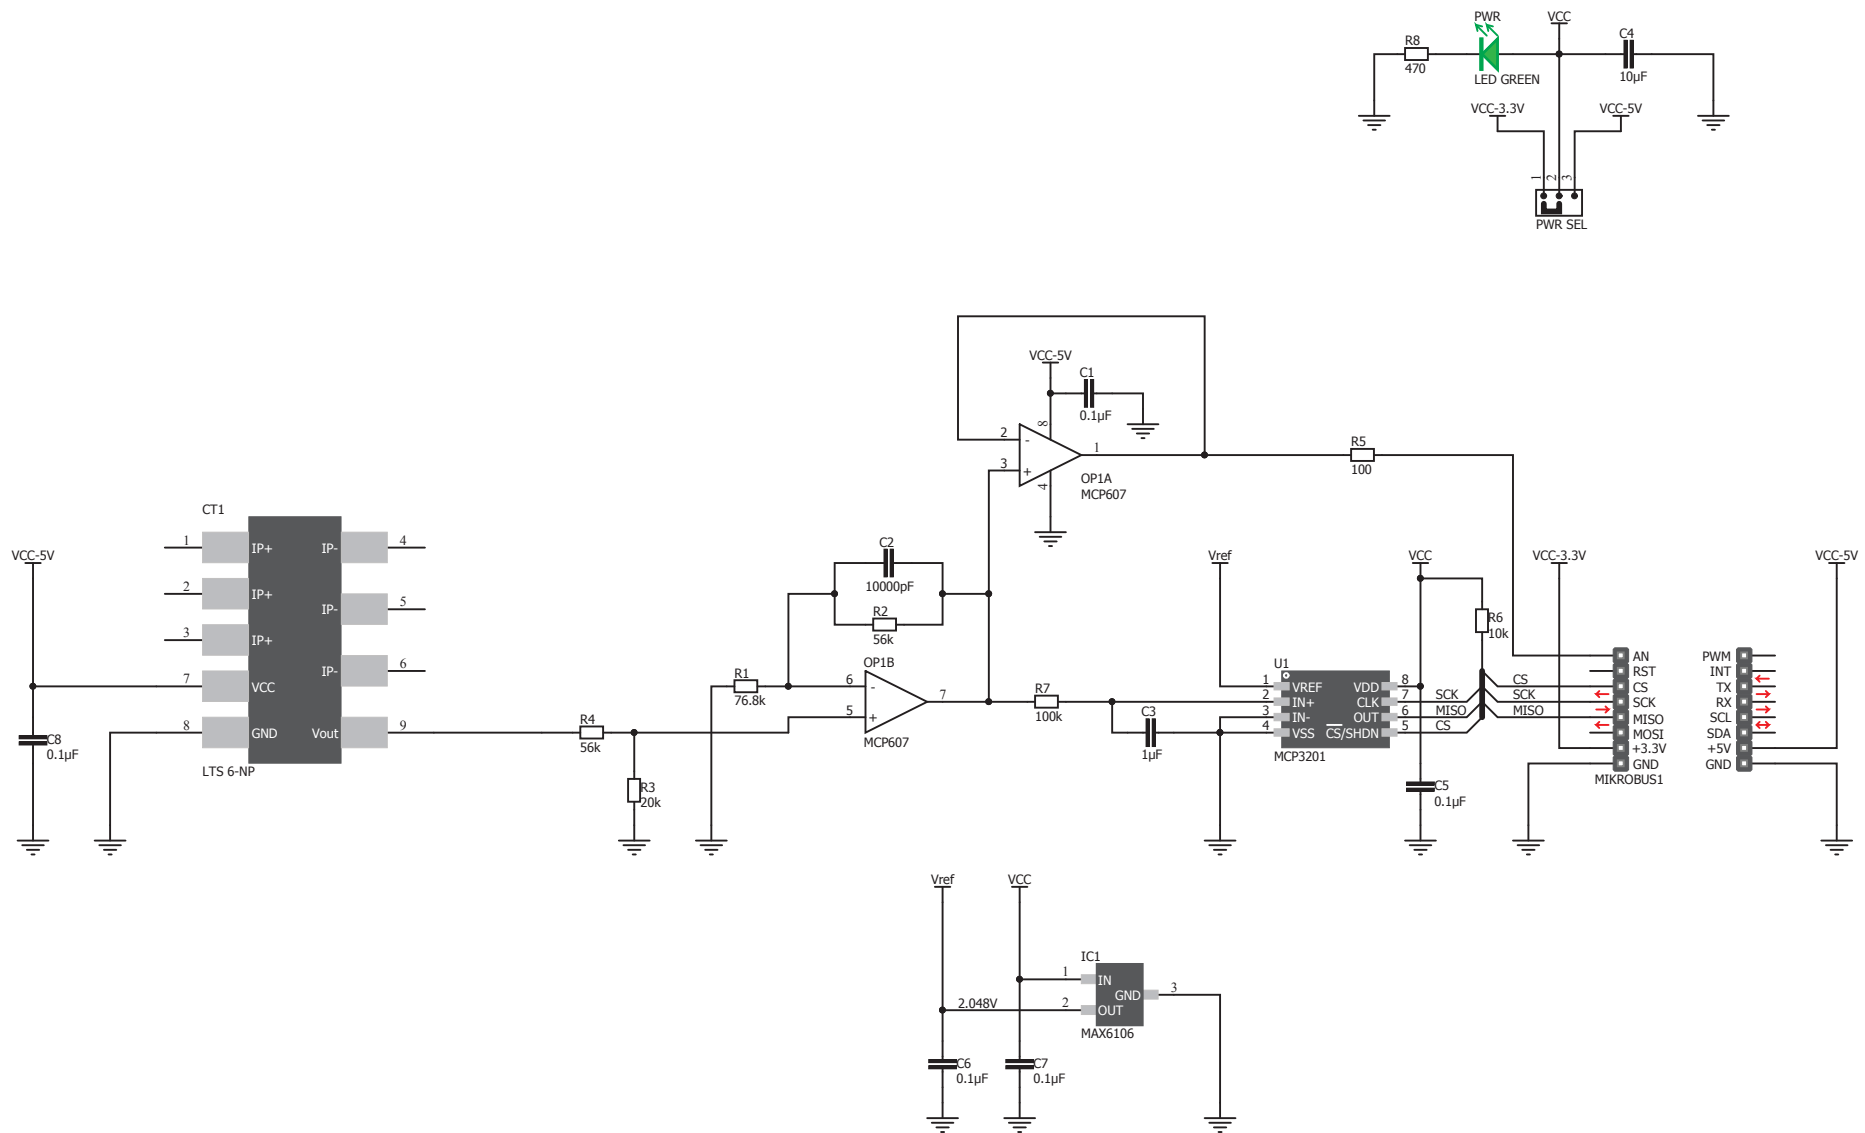 PWR
VCC
R8
470
LED GREEN
C4
10µF
VCC-3.3V
VCC-5V
1
2
3
PWR SEL
VCC-5V
C1
0.1µF
2
-
8
3
+
4
1
OP1A
MCP607
R5
100
CT1
VCC-5V
1 IP+ IP- 4
2 IP+ IP- 5
3 IP+ IP- 6
7 VCC
8 GND Vout 9
LTS 6-NP
C8
0.1µF
R4
56k
R3
20k
R1
76.8k
C2
10000pF
R2
56k
OP1B
6 -
5 +
7
MCP607
R7
100k
C3
1µF
Vref
VCC
U1
1 VREF VDD 8
2 IN+ CLK 7 SCK
3 IN- OUT 6 MISO
4 VSS CS/SHDN 5 CS
MCP3201
R6
10k
C5
0.1µF
VCC-3.3V
VCC-5V
AN PWM
RST INT
CS CS TX
SCK SCK RX
MISO MISO SCL
MOSI SDA
+3.3V +5V
GND GND
MIKROBUS1
Vref
VCC
IC1
1 IN
GND 3
2.048V 2 OUT
MAX6106
C6
0.1µF
C7
0.1µF